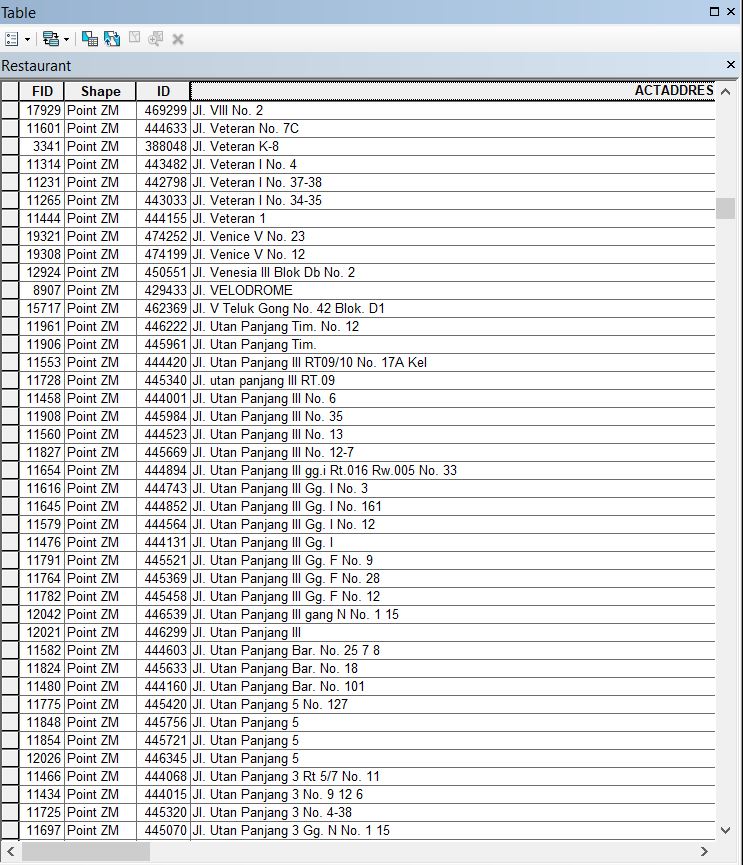 Table
Restaurant
FID Shape ID ACTADDRES
17929 Point ZM 469299 Jl. VIII No. 2
11601 Point ZM 444633 Jl. Veteran No. 7C
3341 Point ZM 388048 Jl. Veteran K-8
11314 Point ZM 443482 Jl. Veteran I No. 4
11231 Point ZM 442798 Jl. Veteran I No. 37-38
11265 Point ZM 443033 Jl. Veteran I No. 34-35
11444 Point ZM 444155 Jl. Veteran 1
19321 Point ZM 474252 Jl. Venice V No. 23
19308 Point ZM 474199 Jl. Venice V No. 12
12924 Point ZM 450551 Jl. Venesia III Blok Db No. 2
8907 Point ZM 429433 Jl. VELODROME
15717 Point ZM 462369 Jl. V Teluk Gong No. 42 Blok. D1
11961 Point ZM 446222 Jl. Utan Panjang Tim. No. 12
11906 Point ZM 445961 Jl. Utan Panjang Tim.
11553 Point ZM 444420 Jl. Utan Panjang III RT09/10 No. 17A Kel
11728 Point ZM 445340 Jl. utan panjang III RT.09
11458 Point ZM 444001 Jl. Utan Panjang III No. 6
11908 Point ZM 445984 Jl. Utan Panjang III No. 35
11560 Point ZM 444523 Jl. Utan Panjang III No. 13
11827 Point ZM 445669 Jl. Utan Panjang III No. 12-7
11654 Point ZM 444894 Jl. Utan Panjang III gg.i Rt.016 Rw.005 No. 33
11616 Point ZM 444743 Jl. Utan Panjang III Gg. I No. 3
11645 Point ZM 444852 Jl. Utan Panjang III Gg. I No. 161
11579 Point ZM 444564 Jl. Utan Panjang III Gg. I No. 12
11476 Point ZM 444131 Jl. Utan Panjang III Gg. I
11791 Point ZM 445521 Jl. Utan Panjang III Gg. F No. 9
11764 Point ZM 445369 Jl. Utan Panjang III Gg. F No. 28
11782 Point ZM 445458 Jl. Utan Panjang III Gg. F No. 12
12042 Point ZM 446539 Jl. Utan Panjang III gang N No. 1 15
12021 Point ZM 446299 Jl. Utan Panjang III
11582 Point ZM 444603 Jl. Utan Panjang Bar. No. 25 7 8
11824 Point ZM 445633 Jl. Utan Panjang Bar. No. 18
11480 Point ZM 444160 Jl. Utan Panjang Bar. No. 101
11775 Point ZM 445420 Jl. Utan Panjang 5 No. 127
11848 Point ZM 445756 Jl. Utan Panjang 5
11854 Point ZM 445721 Jl. Utan Panjang 5
12026 Point ZM 446345 Jl. Utan Panjang 5
11466 Point ZM 444068 Jl. Utan Panjang 3 Rt 5/7 No. 11
11434 Point ZM 444015 Jl. Utan Panjang 3 No. 9 12 6
11725 Point ZM 445320 Jl. Utan Panjang 3 No. 4-38
11697 Point ZM 445070 Jl. Utan Panjang 3 Gg. N No. 1 15